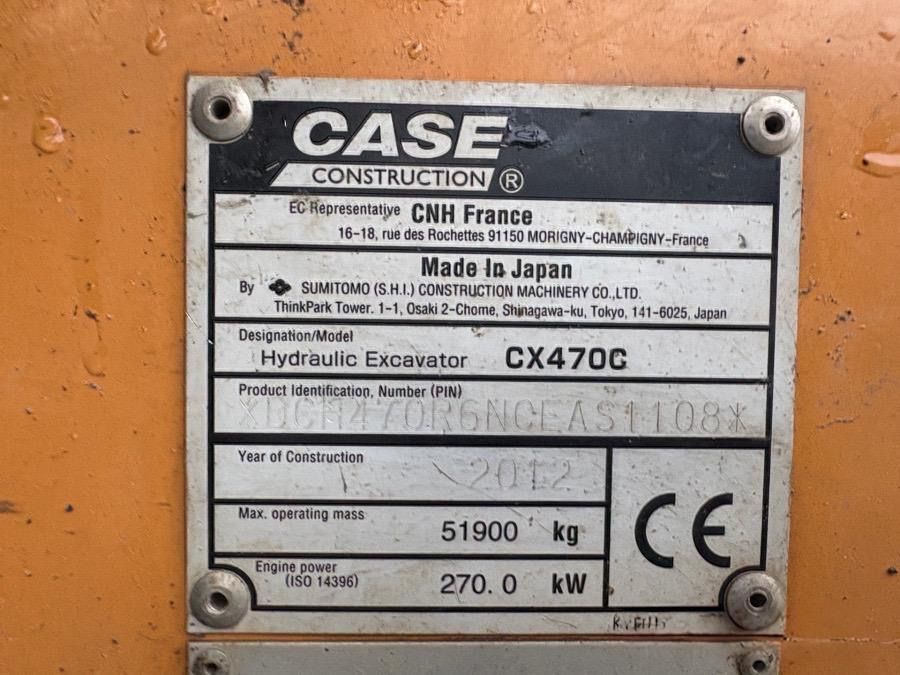 CASE
CONSTRUCTION ®
EC Representative CNH France
16-18, rue des Rochettes 91150 MORIGNY-CHAMPIGNY-France
Made In Japan
By SUMITOMO (S.H.I.) CONSTRUCTION MACHINERY CO.,LTD.
ThinkPark Tower. 1-1, Osaki 2-Chome, Shinagawa-ku, Tokyo, 141-6025, Japan
Designation/Model
Hydraulic Excavator CX470C
Product Identification, Number (PIN)
*DCH470R6NCEAS1108*
Year of Construction
2012
Max. operating mass
51900 kg
Engine power
(ISO 14396)
270.0 kW
CE